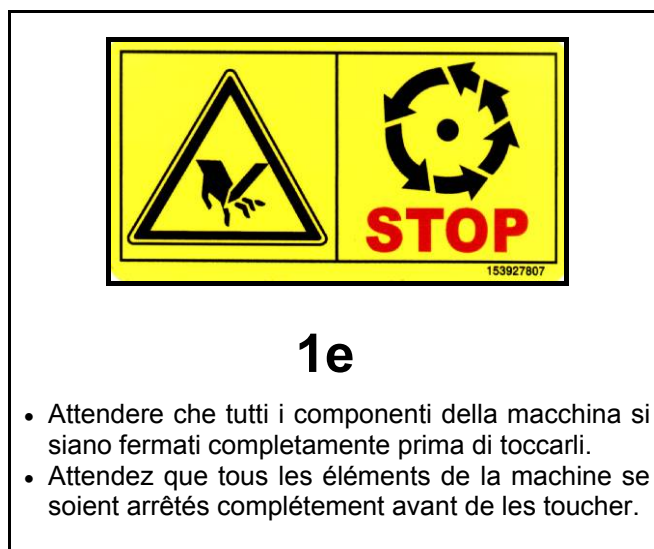 STOP
153927807
1e
• Attendere che tutti i componenti della macchina si
siano fermati completamente prima di toccarli.
• Attendez que tous les éléments de la machine se
soient arrêtés complétement avant de les toucher.